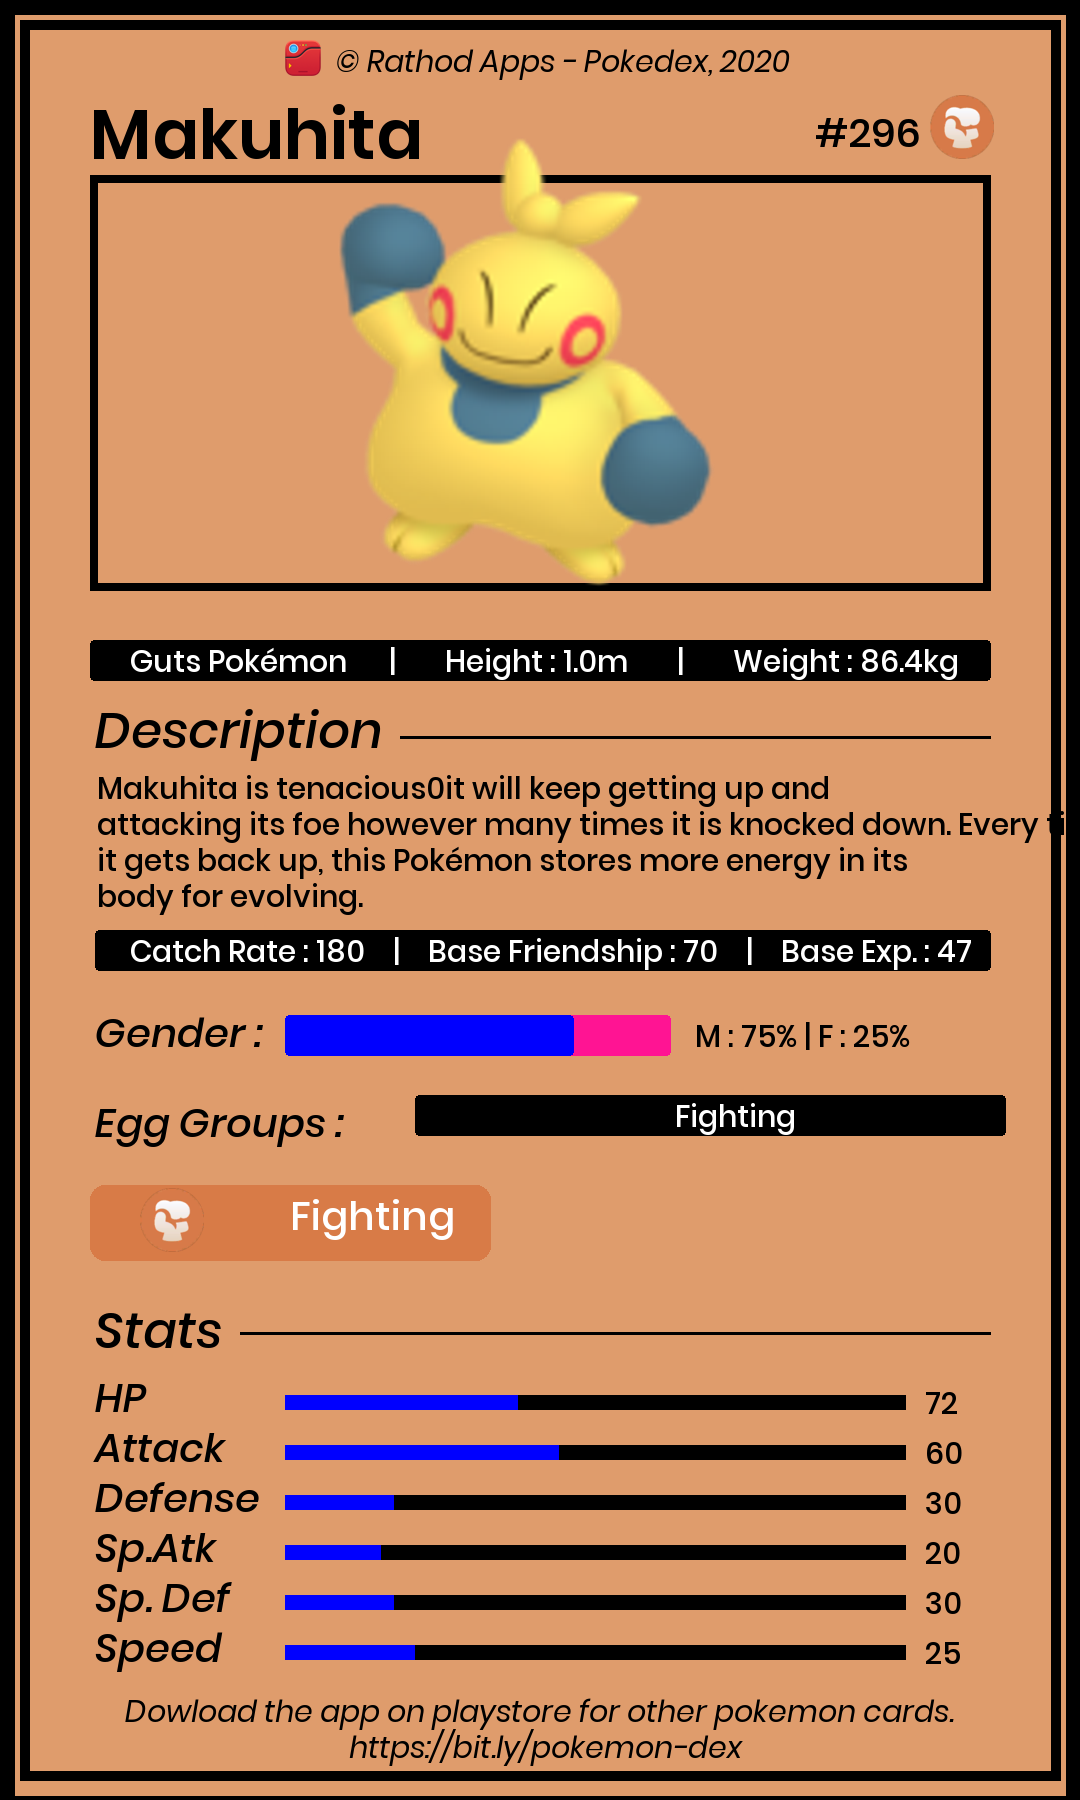 © Rathod Apps - Pokedex, 2020
Makuhita
#296
Guts Pokémon | Height : 1.0m | Weight : 86.4kg
Description
Makuhita is tenacious0it will keep getting up and
attacking its foe however many times it is knocked down. Every
it gets back up, this Pokémon stores more energy in its
body for evolving.
Catch Rate : 180 | Base Friendship : 70 | Base Exp. : 47
Gender : M : 75% | F : 25%
Egg Groups : Fighting
Fighting
Stats
HP 72
Attack 60
Defense 30
Sp.Atk 20
Sp. Def 30
Speed 25
Dowload the app on playstore for other pokemon cards.
https://bit.ly/pokemon-dex